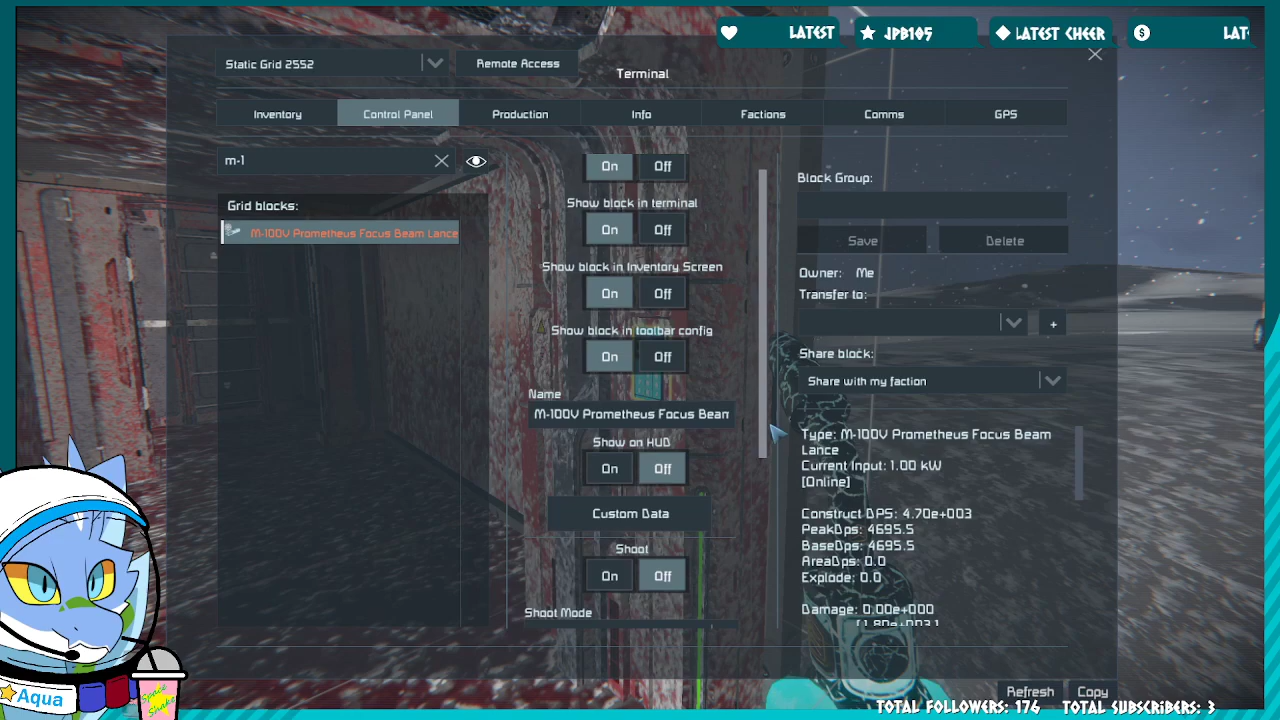 LATEST
JPB105
LATEST CHEER
LAT
Static Grid 2552
Remote Access
Terminal
Inventory
Control Panel
Production
Info
Factions
Comms
GPS
m-1
Grid blocks:
M-100V Prometheus Focus Beam Lance
On Off
Show block in terminal
On Off
Show block in Inventory Screen
On Off
Show block in toolbar config
On Off
Name
M-100V Prometheus Focus Bean
Show on HUD
On Off
Custom Data
Shoot
On Off
Shoot Mode
Block Group:
Save
Delete
Owner: Me
Transfer to:
+
Share block:
Share with my faction
Type: M-100V Prometheus Focus Beam
Lance
Current Input: 1.00 kW
[Online]
Construct DPS: 4.70e+003
PeakDps: 4695.5
BaseDps: 4695.5
AreaDps: 0.0
Explode: 0.0
Damage: 0.00e+000
[1.80e+003]
Refresh
Copy
Aqua
Space
Shake
Total Followers: 176
Total Subscribers: 3